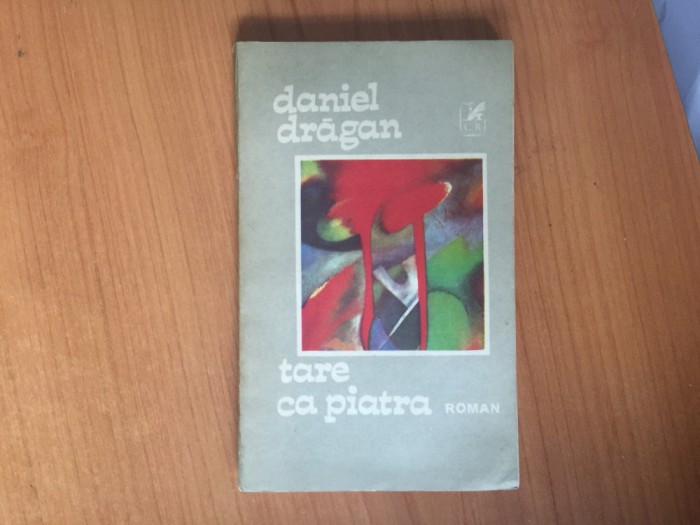 daniel
drăgan
C R
tare
ca piatra ROMAN